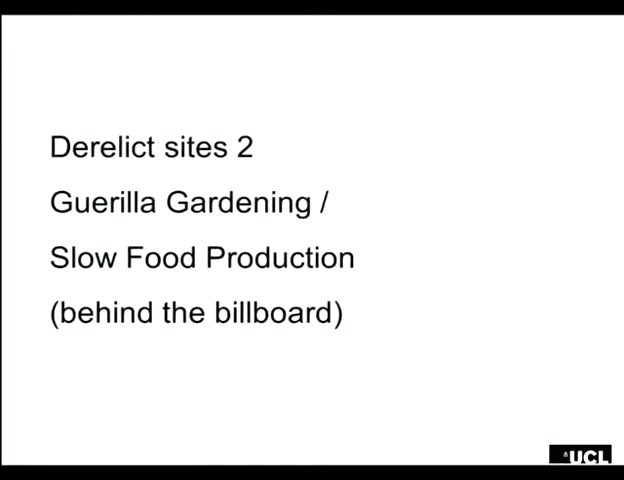 Derelict sites 2
Guerilla Gardening /
Slow Food Production
(behind the billboard)
UCL